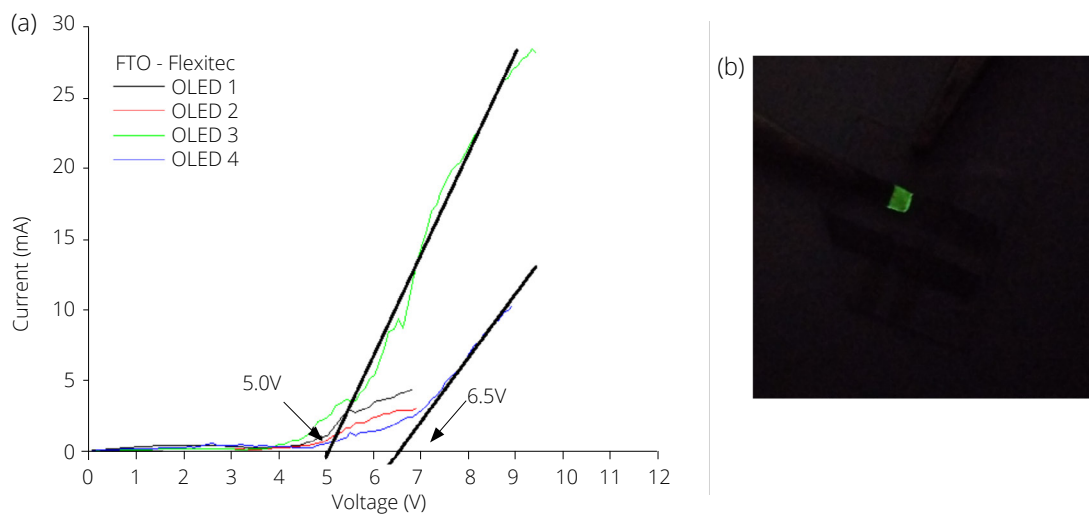 (a)
30
25
20
15
10
5
0
Current (mA)
FTO - Flexitec
OLED 1
OLED 2
OLED 3
OLED 4
5.0V
6.5V
0 1 2 3 4 5 6 7 8 9 10 11 12
Voltage (V)
(b)